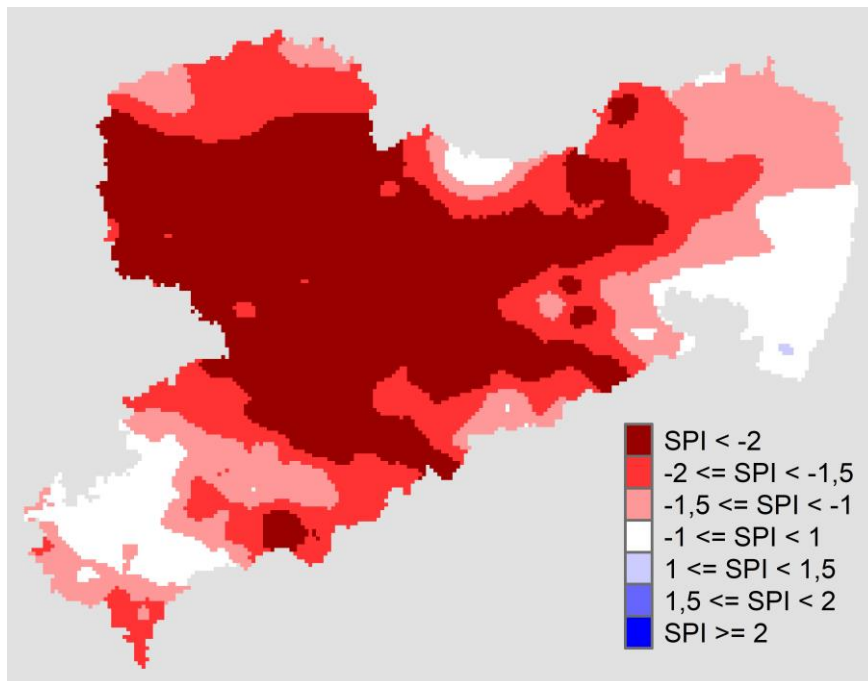 SPI < -2
-2 <= SPI < -1,5
-1,5 <= SPI < -1
-1 <= SPI < 1
1 <= SPI < 1,5
1,5 <= SPI < 2
SPI >= 2